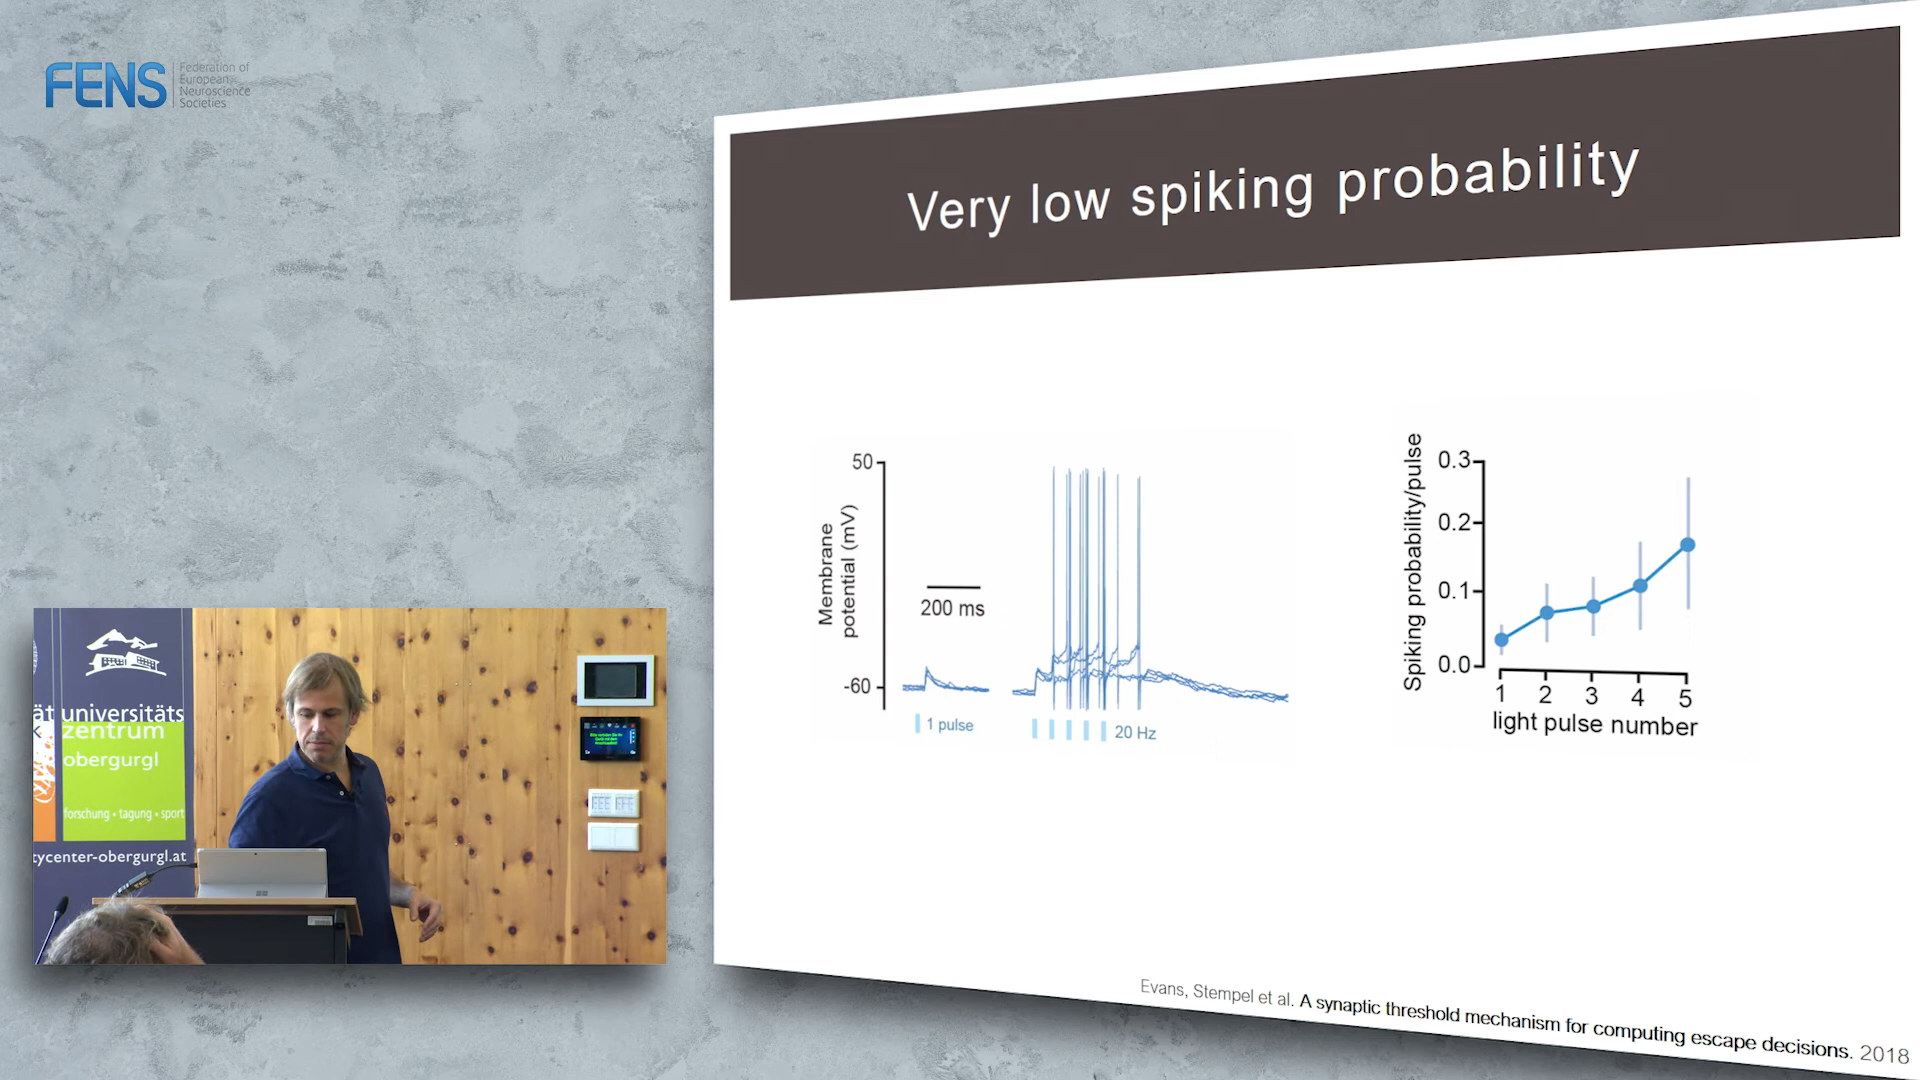 FENS
Federation of
European
Neuroscience
Societies
Very low spiking probability
50
Membrane
potential (mV)
200 ms
-60
1 pulse
20 Hz
Spiking probability/pulse
0.3
0.2
0.1
0.0
1 2 3 4 5
light pulse number
ät universitäts
zentrum
obergurgl
forschung • tagung • sport
tycenter-obergurgl.at
Evans, Stempel et al. A synaptic threshold mechanism for computing escape decisions. 2018